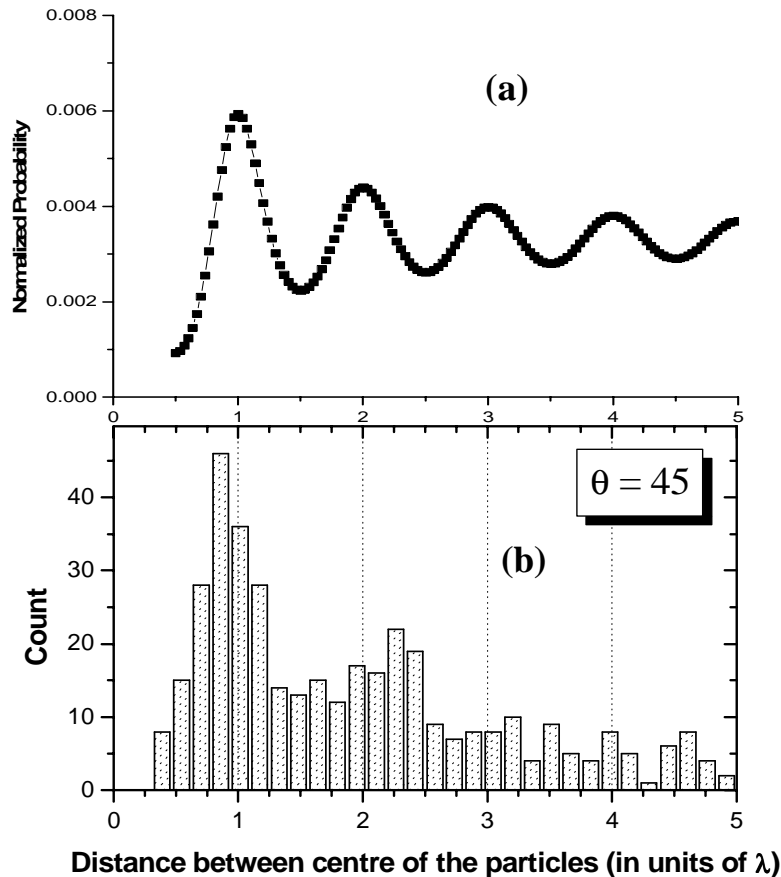 0.008
0.006
0.004
0.002
0.000
Normalized Probability
(a)
0 1 2 3 4 5
40
30
20
10
0
Count
θ = 45
(b)
0 1 2 3 4 5
Distance between centre of the particles (in units of λ)